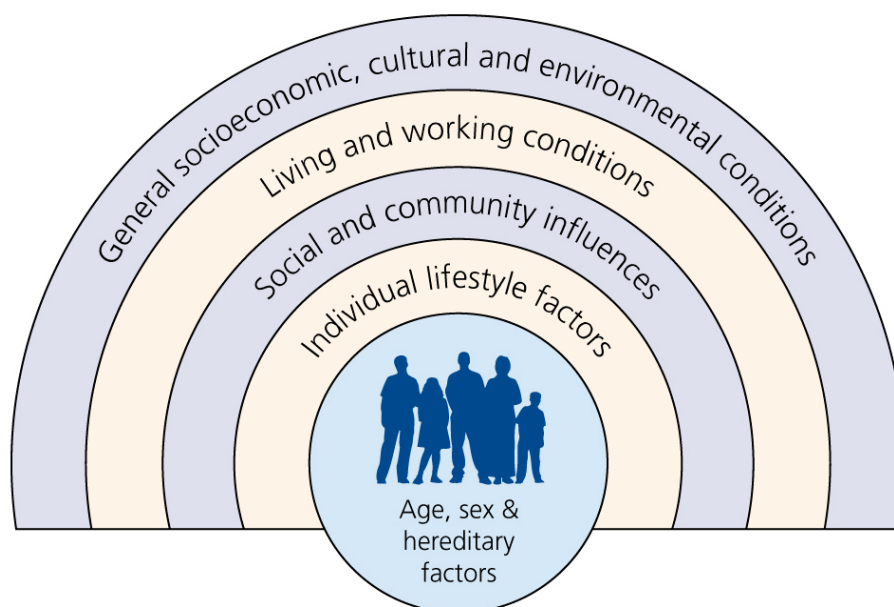 General socioeconomic, cultural and environmental conditions
Living and working conditions
Social and community influences
Individual lifestyle factors
Age, sex &
hereditary
factors